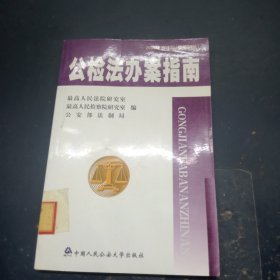 公检法办案指南
最高人民法院研究室
最高人民检察院研究室 编
公安部法制局
GONGJIANFABANANZHINAN
中国人民公安大学出版社